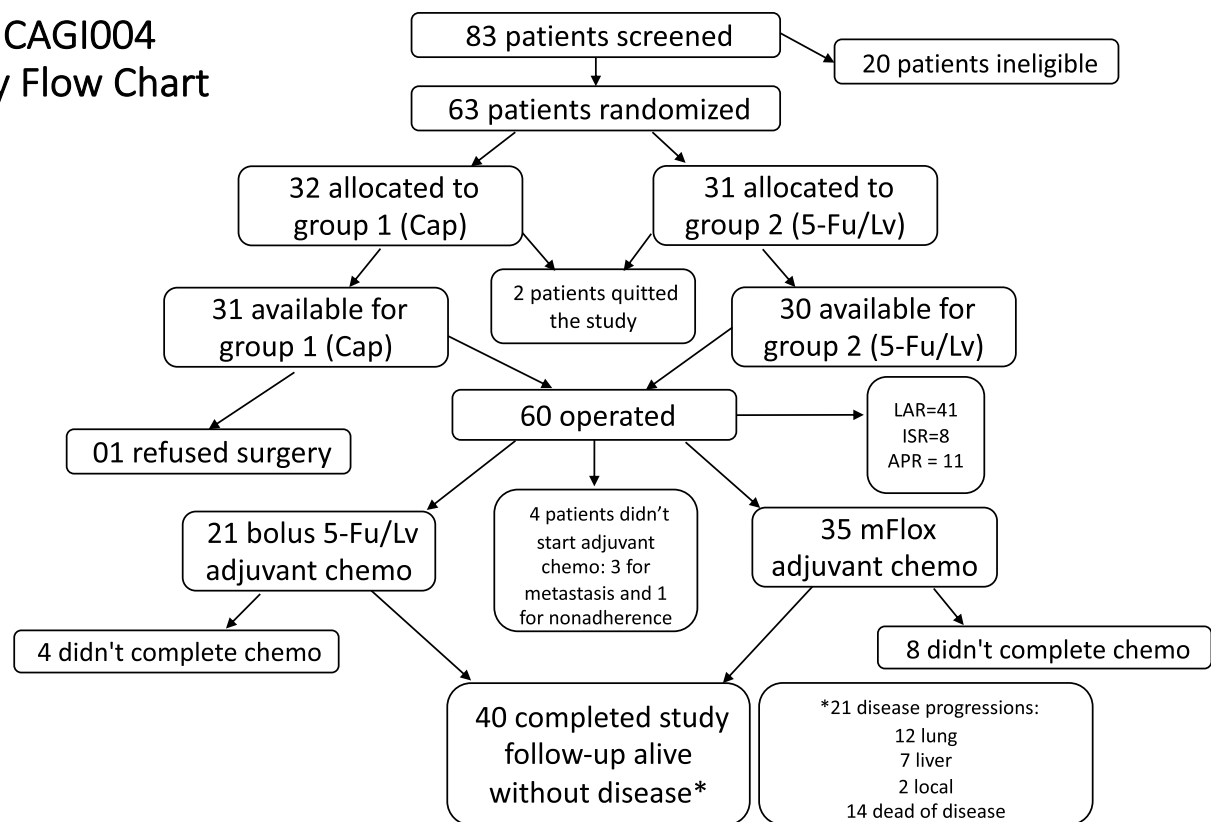 CAGI004
y Flow Chart
83 patients screened
20 patients ineligible
63 patients randomized
32 allocated to
group 1 (Cap)
31 allocated to
group 2 (5-Fu/Lv)
2 patients quitted
the study
31 available for
group 1 (Cap)
30 available for
group 2 (5-Fu/Lv)
60 operated
LAR=41
ISR=8
APR = 11
01 refused surgery
21 bolus 5-Fu/Lv
adjuvant chemo
4 patients didn’t
start adjuvant
chemo: 3 for
metastasis and 1
for nonadherence
35 mFlox
adjuvant chemo
4 didn't complete chemo
8 didn't complete chemo
40 completed study
follow-up alive
without disease*
*21 disease progressions:
12 lung
7 liver
2 local
14 dead of disease